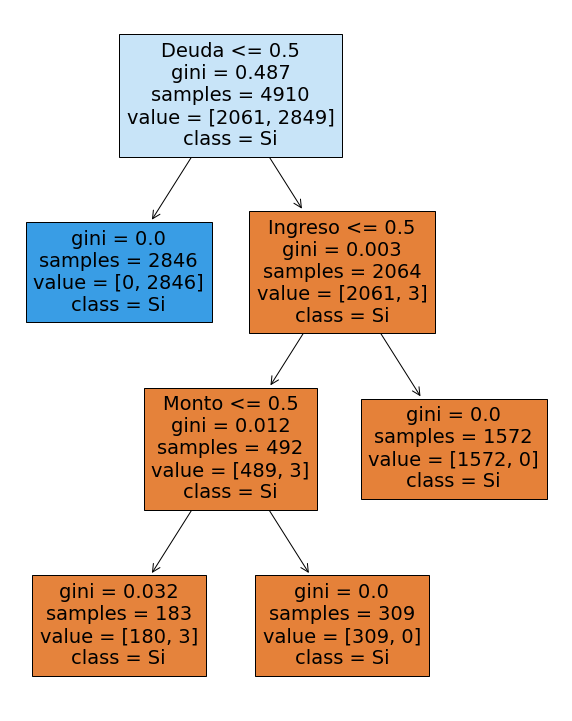 Deuda <= 0.5
gini = 0.487
samples = 4910
value = [2061, 2849]
class = Si
gini = 0.0
samples = 2846
value = [0, 2846]
class = Si
Ingreso <= 0.5
gini = 0.003
samples = 2064
value = [2061, 3]
class = Si
Monto <= 0.5
gini = 0.012
samples = 492
value = [489, 3]
class = Si
gini = 0.0
samples = 1572
value = [1572, 0]
class = Si
gini = 0.032
samples = 183
value = [180, 3]
class = Si
gini = 0.0
samples = 309
value = [309, 0]
class = Si